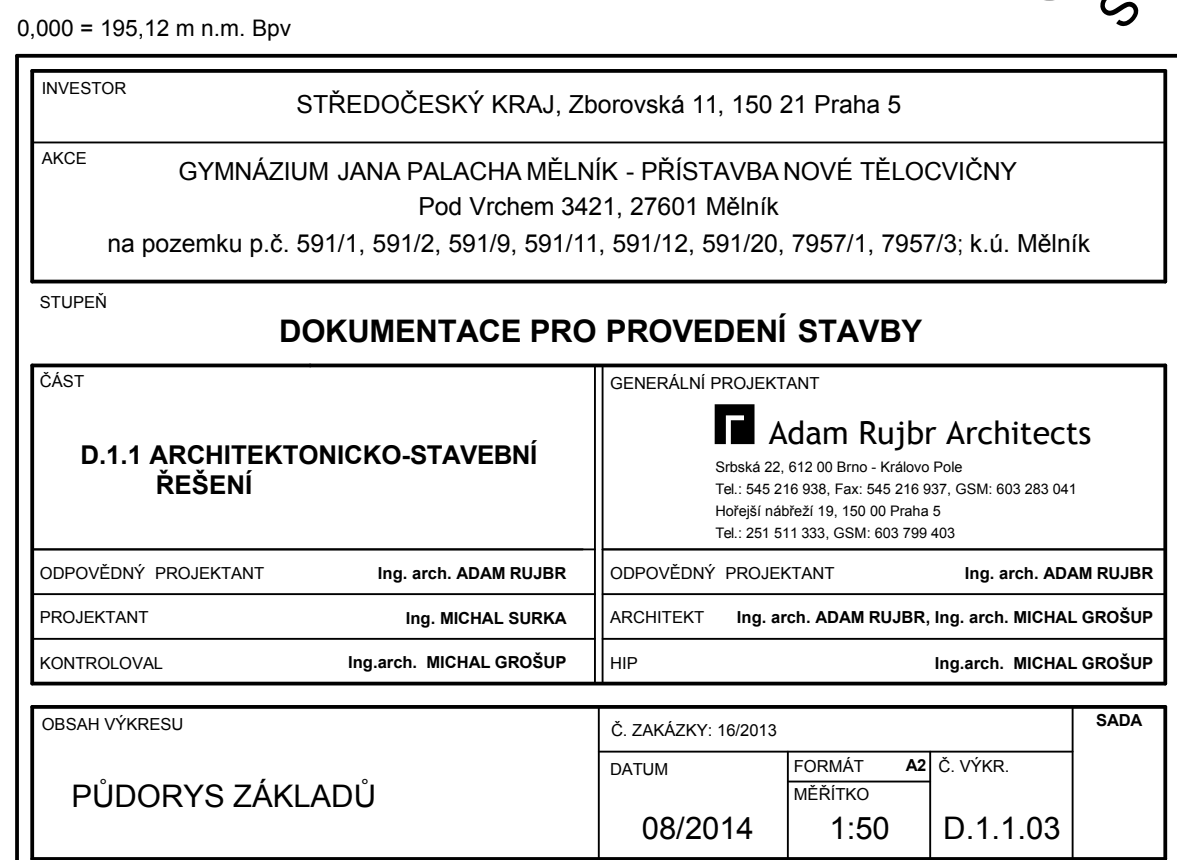 S
0,000 = 195,12 m n.m. Bpv
INVESTOR
STŘEDOČESKÝ KRAJ, Zborovská 11, 150 21 Praha 5
AKCE
GYMNÁZIUM JANA PALACHA MĚLNÍK - PŘÍSTAVBA NOVÉ TĚLOCVIČNY
Pod Vrchem 3421, 27601 Mělník
na pozemku p.č. 591/1, 591/2, 591/9, 591/11, 591/12, 591/20, 7957/1, 7957/3; k.ú. Mělník
STUPEŇ
DOKUMENTACE PRO PROVEDENÍ STAVBY
ČÁST
D.1.1 ARCHITEKTONICKO-STAVEBNÍ
ŘEŠENÍ
GENERÁLNÍ PROJEKTANT
Adam Rujbr Architects
Srbská 22, 612 00 Brno - Královo Pole
Tel.: 545 216 938, Fax: 545 216 937, GSM: 603 283 041
Hořejší nábřeží 19, 150 00 Praha 5
Tel.: 251 511 333, GSM: 603 799 403
ODPOVĚDNÝ PROJEKTANT Ing. arch. ADAM RUJBR
PROJEKTANT Ing. MICHAL SURKA
KONTROLOVAL Ing.arch. MICHAL GROŠUP
ODPOVĚDNÝ PROJEKTANT Ing. arch. ADAM RUJBR
ARCHITEKT Ing. arch. ADAM RUJBR, Ing. arch. MICHAL GROŠUP
HIP Ing.arch. MICHAL GROŠUP
OBSAH VÝKRESU
PŮDORYS ZÁKLADŮ
Č. ZAKÁZKY: 16/2013
SADA
DATUM
08/2014
FORMÁT A2
MĚŘÍTKO
1:50
Č. VÝKR.
D.1.1.03